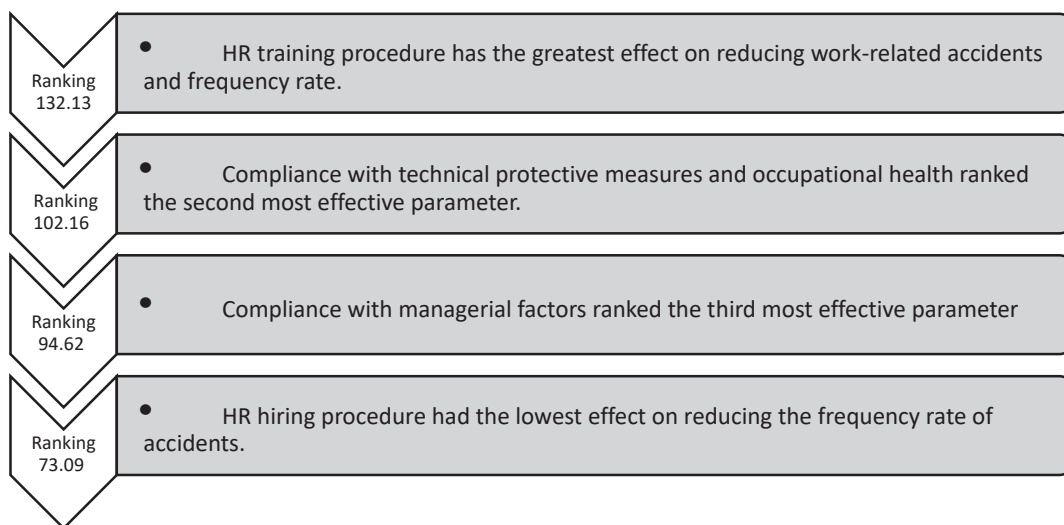 Ranking
132.13
• HR training procedure has the greatest effect on reducing work-related accidents
and frequency rate.
Ranking
102.16
• Compliance with technical protective measures and occupational health ranked
the second most effective parameter.
Ranking
94.62
• Compliance with managerial factors ranked the third most effective parameter
Ranking
73.09
• HR hiring procedure had the lowest effect on reducing the frequency rate of
accidents.